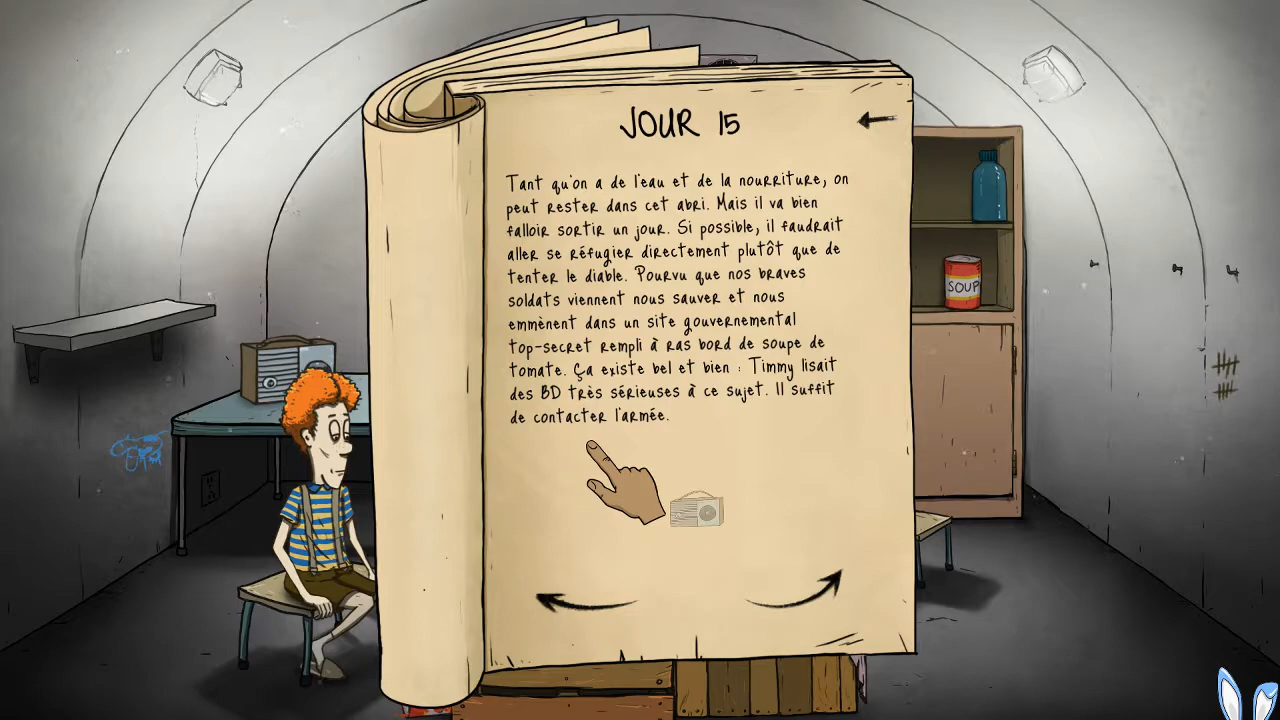 JOUR 15
Tant qu'on a de l'eau et de la nourriture, on
peut rester dans cet abri. Mais il va bien
falloir sortir un jour. Si possible, il faudrait
aller se réfugier directement plutôt que de
tenter le diable. Pourvu que nos braves
soldats viennent nous sauver et nous
emmènent dans un site gouvernemental
top-secret rempli à ras bord de soupe de
tomate. Ça existe bel et bien : Timmy lisait
des BD très sérieuses à ce sujet. Il suffit
de contacter l'armée.
SOUP